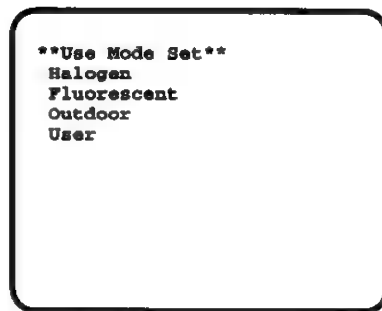 **Use Mode Set**
Halogen
Fluorescent
Outdoor
User